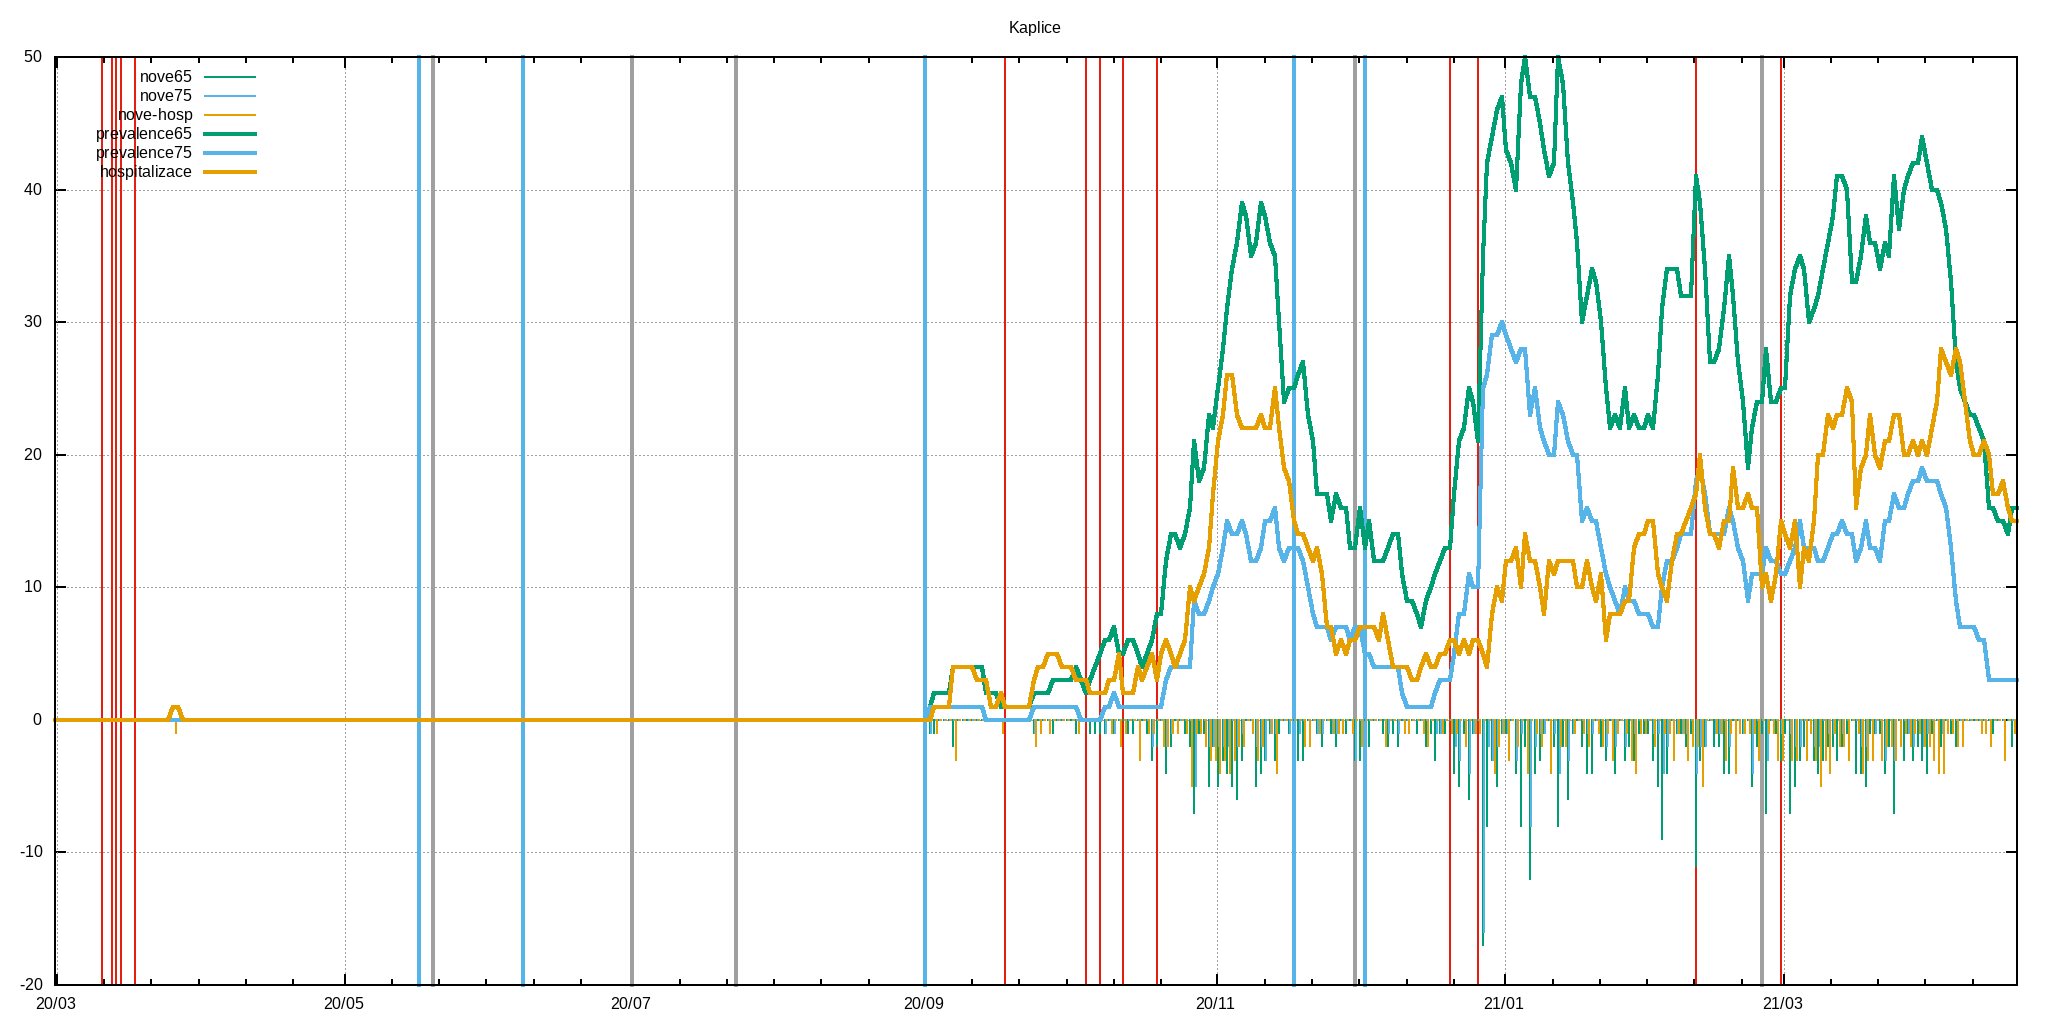 Kaplice
50
nove65
nove75
nove-hosp
prevalence65
prevalence75
hospitalizace
40
30
20
10
0
-10
-20
20/03 20/05 20/07 20/09 20/11 21/01 21/03